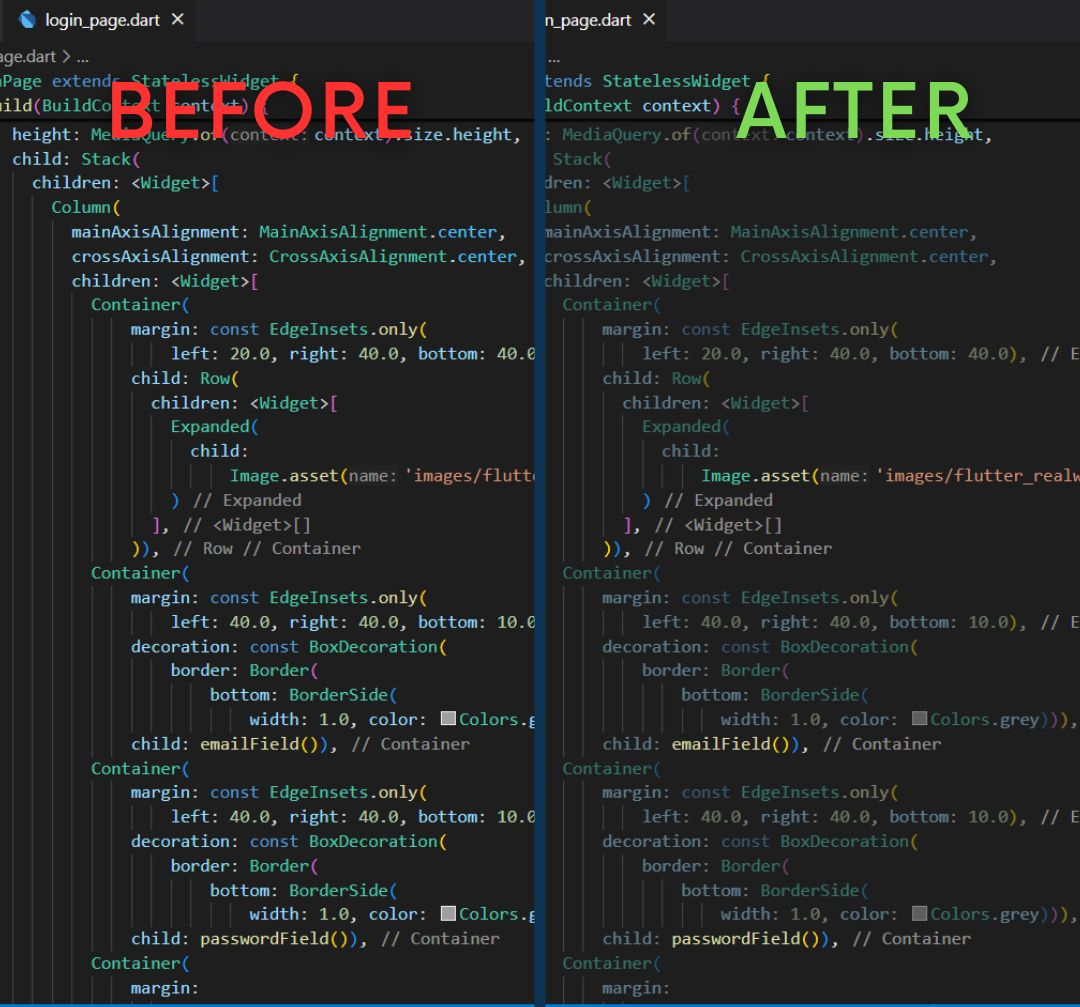 login_page.dart ×
age.dart > ...
nPage extends StatelessWidget {
uild(BuildContext context) {
BEFORE
height: MediaQuery.of(context: context).size.height,
child: Stack(
children: <Widget>[
Column(
mainAxisAlignment: MainAxisAlignment.center,
crossAxisAlignment: CrossAxisAlignment.center,
children: <Widget>[
Container(
margin: const EdgeInsets.only(
left: 20.0, right: 40.0, bottom: 40.0
child: Row(
children: <Widget>[
Expanded(
child:
Image.asset(name: 'images/flutte
) // Expanded
], // <Widget>[]
)), // Row // Container
Container(
margin: const EdgeInsets.only(
left: 40.0, right: 40.0, bottom: 10.0
decoration: const BoxDecoration(
border: Border(
bottom: BorderSide(
width: 1.0, color: Colors.g
child: emailField()), // Container
Container(
margin: const EdgeInsets.only(
left: 40.0, right: 40.0, bottom: 10.0
decoration: const BoxDecoration(
border: Border(
bottom: BorderSide(
width: 1.0, color: Colors.g
child: passwordField()), // Container
Container(
margin:
n_page.dart ×
...
tends StatelessWidget {
ldContext context) {
AFTER
: MediaQuery.of(context: context).size.height,
Stack(
dren: <Widget>[
lumn(
mainAxisAlignment: MainAxisAlignment.center,
crossAxisAlignment: CrossAxisAlignment.center,
children: <Widget>[
Container(
margin: const EdgeInsets.only(
left: 20.0, right: 40.0, bottom: 40.0), // E
child: Row(
children: <Widget>[
Expanded(
child:
Image.asset(name: 'images/flutter_realw
) // Expanded
], // <Widget>[]
)), // Row // Container
Container(
margin: const EdgeInsets.only(
left: 40.0, right: 40.0, bottom: 10.0), // E
decoration: const BoxDecoration(
border: Border(
bottom: BorderSide(
width: 1.0, color: Colors.grey))),
child: emailField()), // Container
Container(
margin: const EdgeInsets.only(
left: 40.0, right: 40.0, bottom: 10.0), // E
decoration: const BoxDecoration(
border: Border(
bottom: BorderSide(
width: 1.0, color: Colors.grey))),
child: passwordField()), // Container
Container(
margin: